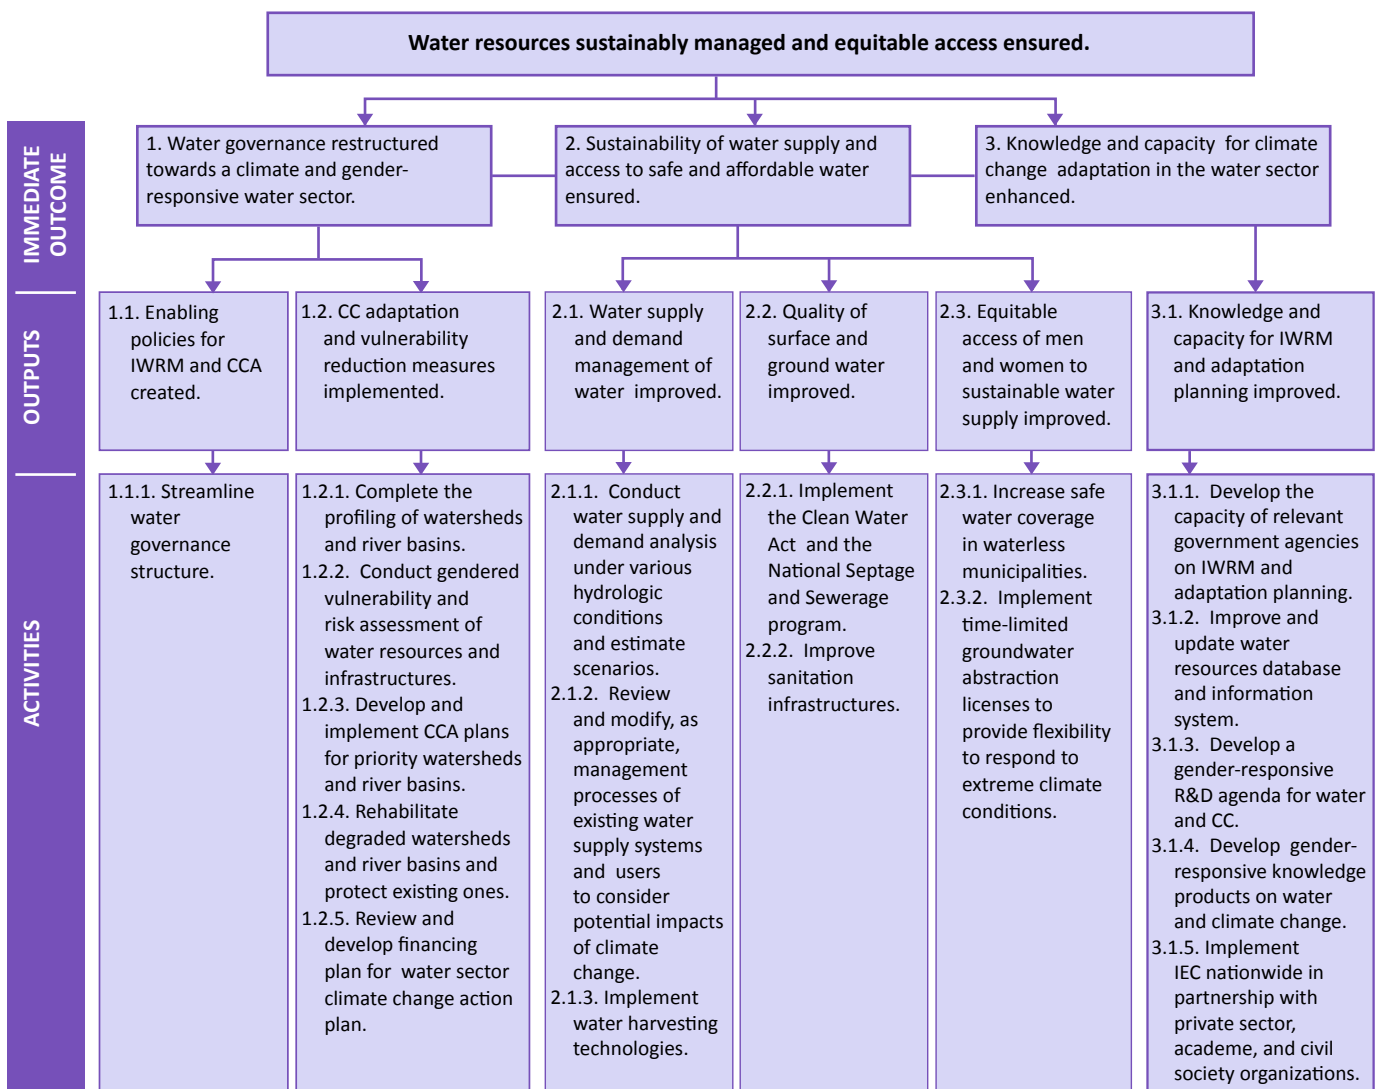 Water resources sustainably managed and equitable access ensured.
IMMEDIATE
OUTCOME
1. Water governance restructured
towards a climate and gender-
responsive water sector.
2. Sustainability of water supply and
access to safe and affordable water
ensured.
3. Knowledge and capacity for climate
change adaptation in the water sector
enhanced.
OUTPUTS
1.1. Enabling
policies for
IWRM and CCA
created.
1.2. CC adaptation
and vulnerability
reduction measures
implemented.
2.1. Water supply
and demand
management of
water improved.
2.2. Quality of
surface and
ground water
improved.
2.3. Equitable
access of men
and women to
sustainable water
supply improved.
3.1. Knowledge and
capacity for IWRM
and adaptation
planning improved.
ACTIVITIES
1.1.1. Streamline
water
governance
structure.
1.2.1. Complete the
profiling of watersheds
and river basins.
1.2.2. Conduct gendered
vulnerability and
risk assessment of
water resources and
infrastructures.
1.2.3. Develop and
implement CCA plans
for priority watersheds
and river basins.
1.2.4. Rehabilitate
degraded watersheds
and river basins and
protect existing ones.
1.2.5. Review and
develop financing
plan for water sector
climate change action
plan.
2.1.1. Conduct
water supply and
demand analysis
under various
hydrologic
conditions
and estimate
scenarios.
2.1.2. Review
and modify, as
appropriate,
management
processes of
existing water
supply systems
and users
to consider
potential impacts
of climate
change.
2.1.3. Implement
water harvesting
technologies.
2.2.1. Implement
the Clean Water
Act and the
National Septage
and Sewerage
program.
2.2.2. Improve
sanitation
infrastructures.
2.3.1. Increase safe
water coverage
in waterless
municipalities.
2.3.2. Implement
time-limited
groundwater
abstraction
licenses to
provide flexibility
to respond to
extreme climate
conditions.
3.1.1. Develop the
capacity of relevant
government agencies
on IWRM and
adaptation planning.
3.1.2. Improve and
update water
resources database
and information
system.
3.1.3. Develop a
gender-responsive
R&D agenda for water
and CC.
3.1.4. Develop gender-
responsive knowledge
products on water
and climate change.
3.1.5. Implement
IEC nationwide in
partnership with
private sector,
academe, and civil
society organizations.